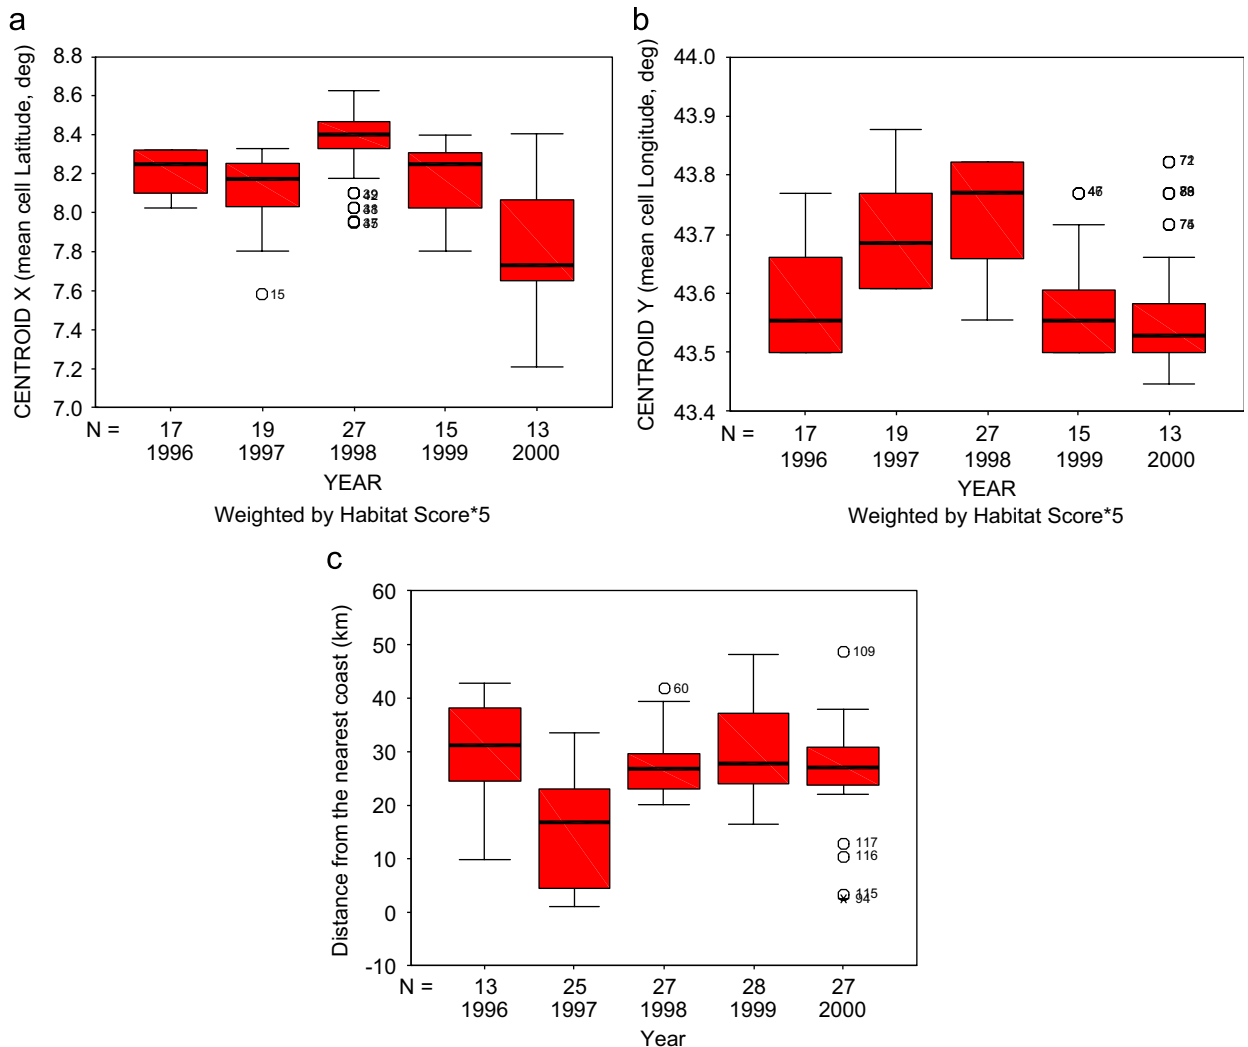 a
CENTROID X (mean cell Latitude, deg)
8.8
8.6
8.4
8.2
8.0
7.8
7.6
7.4
7.2
7.0
15
N = 17 19 27 15 13
1996 1997 1998 1999 2000
YEAR
Weighted by Habitat Score*5
b
CENTROID Y (mean cell Longitude, deg)
44.0
43.9
43.8
43.7
43.6
43.5
43.4
N = 17 19 27 15 13
1996 1997 1998 1999 2000
YEAR
Weighted by Habitat Score*5
c
Distance from the nearest coast (km)
60
50
40
30
20
10
0
-10
60
109
117
116
115
94
N = 13 25 27 28 27
1996 1997 1998 1999 2000
Year